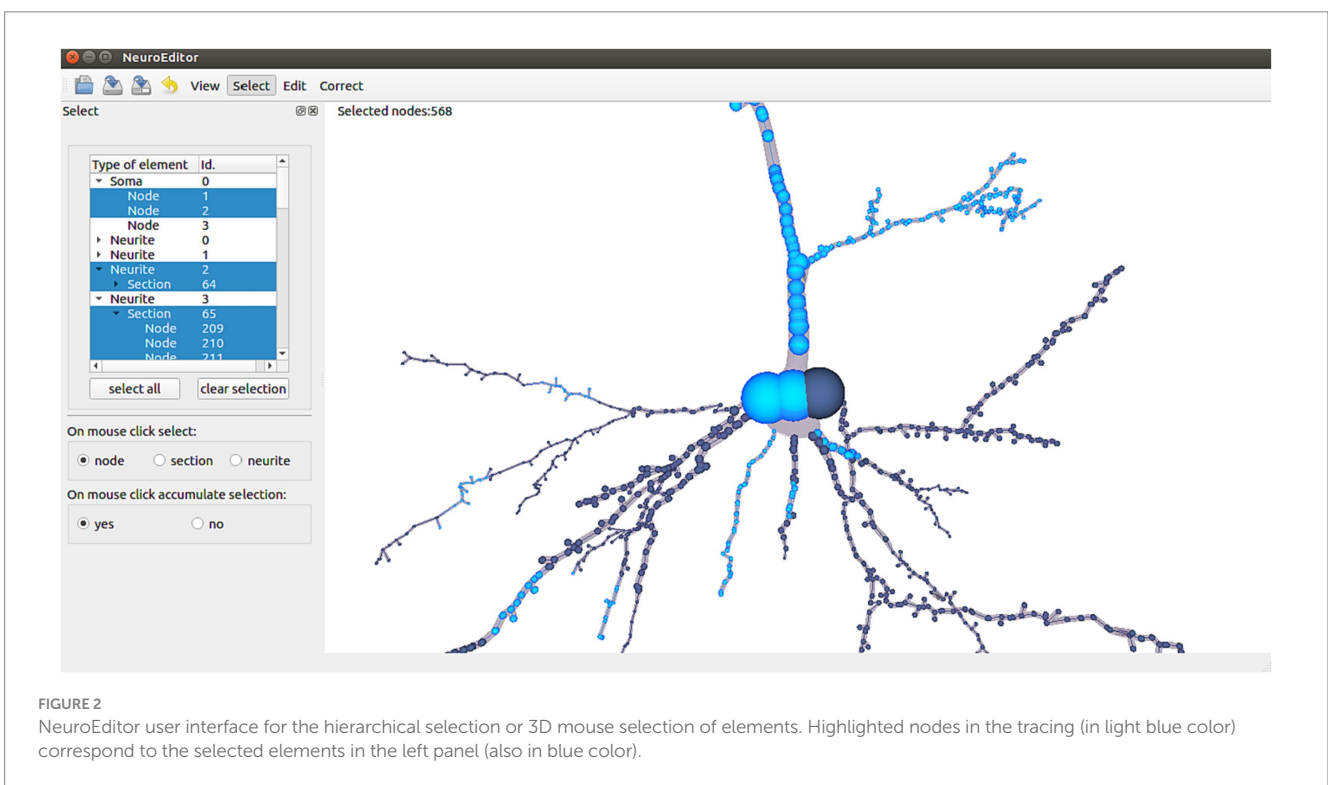 NeuroEditor
View Select Edit Correct
Select
Selected nodes:568
Type of element Id.
Soma 0
Node 1
Node 2
Node 3
Neurite 0
Neurite 1
Neurite 2
Section 64
Neurite 3
Section 65
Node 209
Node 210
Node 211
select all clear selection
On mouse click select:
node section neurite
On mouse click accumulate selection:
yes no
FIGURE 2
NeuroEditor user interface for the hierarchical selection or 3D mouse selection of elements. Highlighted nodes in the tracing (in light blue color)
correspond to the selected elements in the left panel (also in blue color).